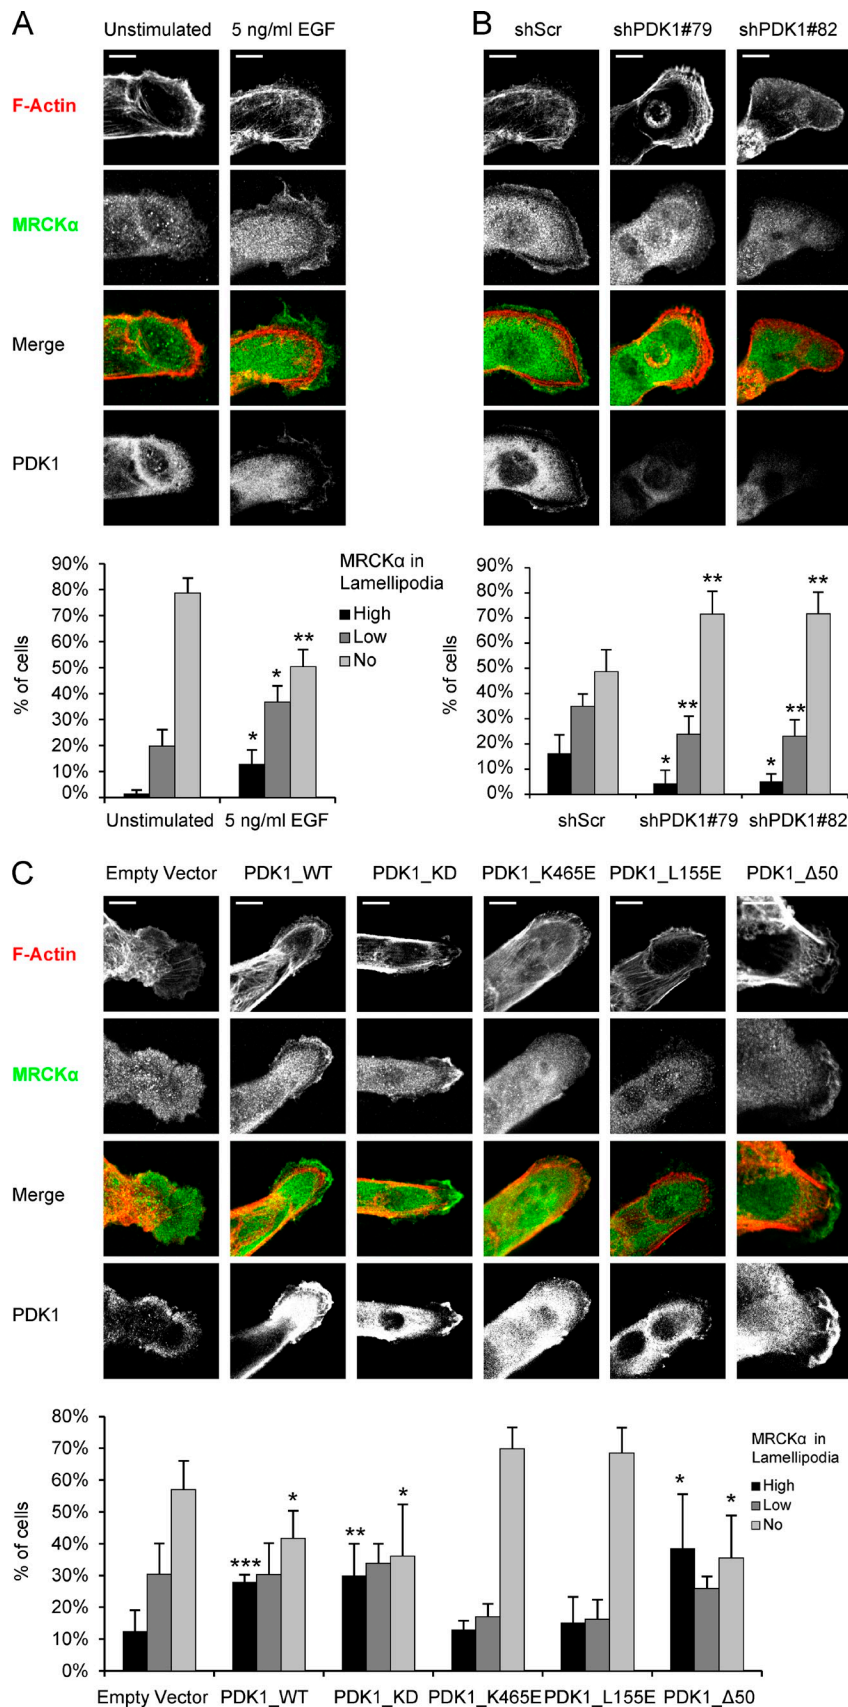 A
Unstimulated 5 ng/ml EGF
F-Actin
MRCKα
Merge
PDK1
90%
80%
70%
60%
50%
40%
30%
20%
10%
0%
% of cells
* * **
Unstimulated 5 ng/ml EGF
MRCKα in
Lamellipodia
High
Low
No
B
shScr shPDK1#79 shPDK1#82
90%
80%
70%
60%
50%
40%
30%
20%
10%
0%
% of cells
* ** ** * ** **
shScr shPDK1#79 shPDK1#82
C
Empty Vector PDK1_WT PDK1_KD PDK1_K465E PDK1_L155E PDK1_Δ50
F-Actin
MRCKα
Merge
PDK1
80%
70%
60%
50%
40%
30%
20%
10%
0%
% of cells
*** * ** * * *
MRCKα in
Lamellipodia
High
Low
No
Empty Vector PDK1_WT PDK1_KD PDK1_K465E PDK1_L155E PDK1_Δ50